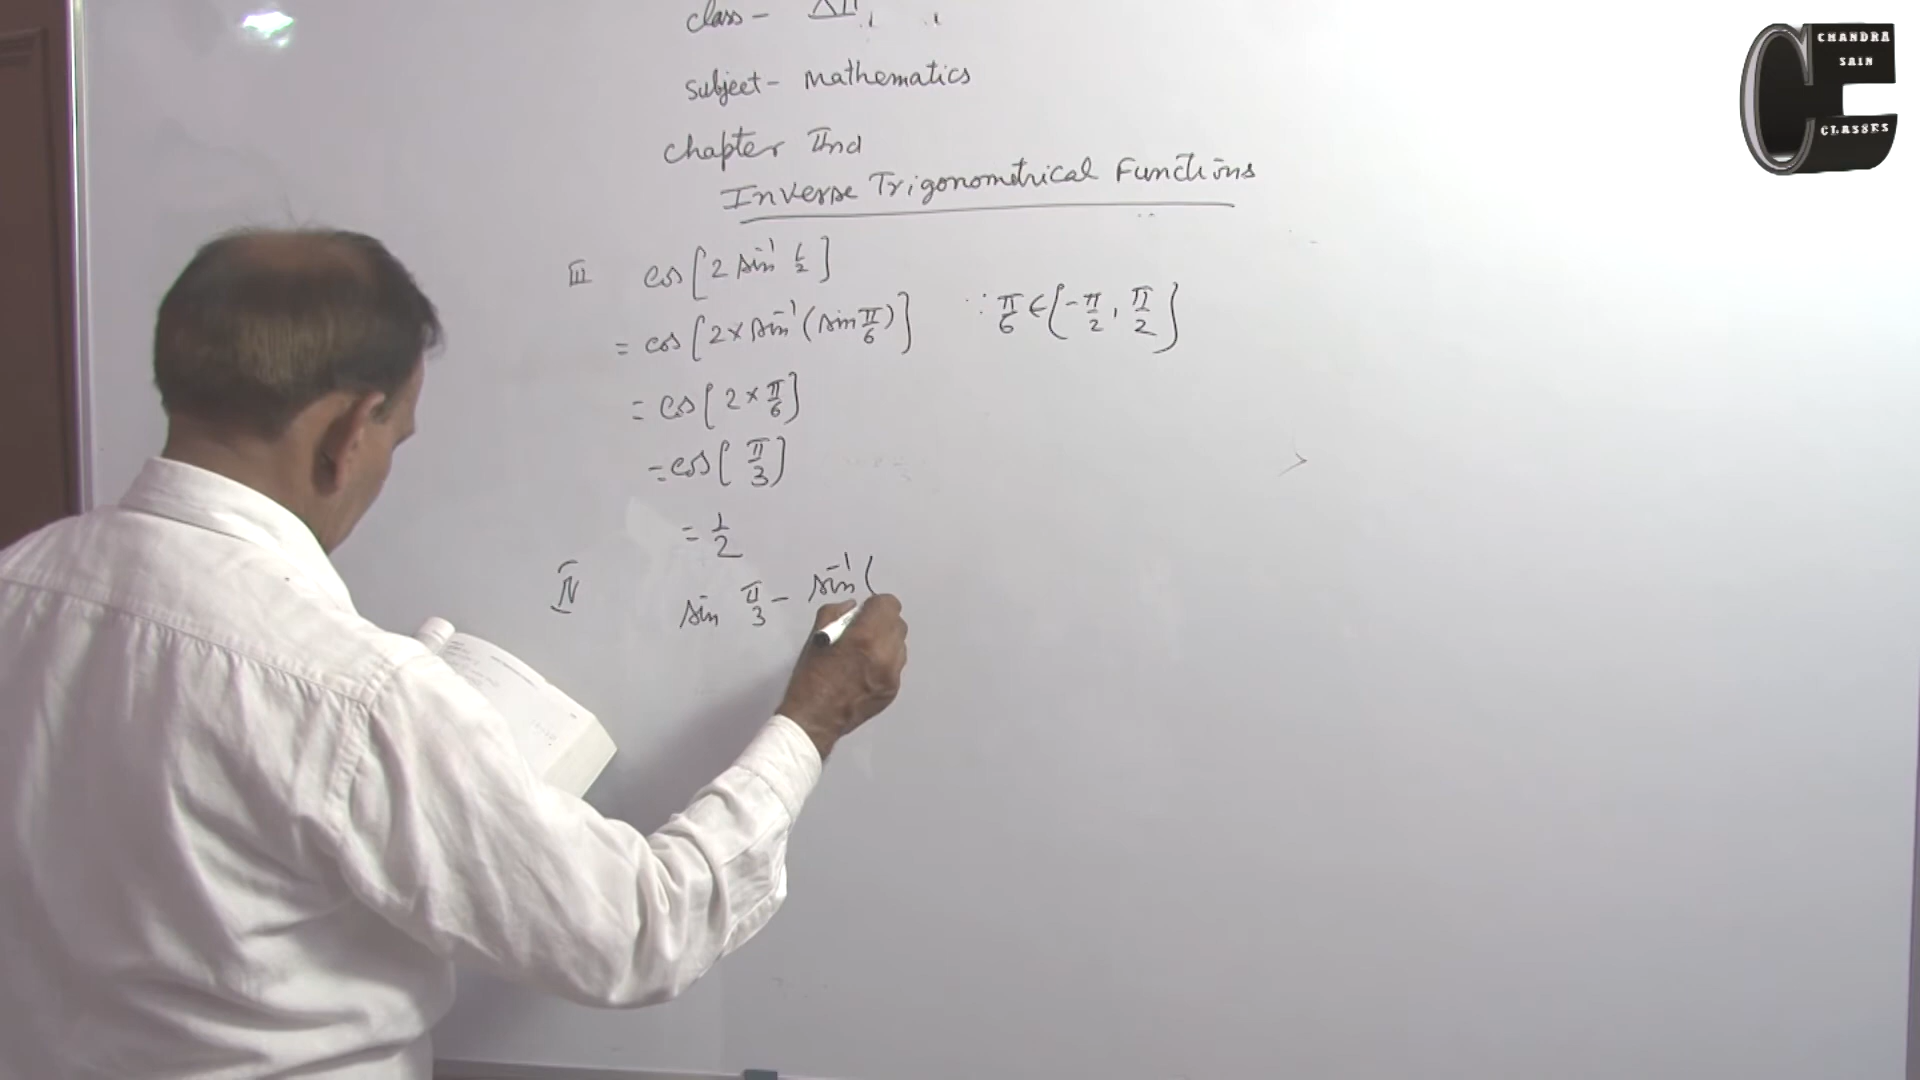 class - XII
Subject - Mathematics
Chapter IInd
Inverse Trigonometrical Functions
III cos[2 sin⁻¹ 1/2]
= cos[2×sin⁻¹(sin π/6)] ∵ π/6 ∈ [-π/2, π/2]
= cos[2×π/6]
= cos[π/3]
= 1/2
IV sin π/3 - sin⁻¹(
CHANDRA
SAIN
CLASSES